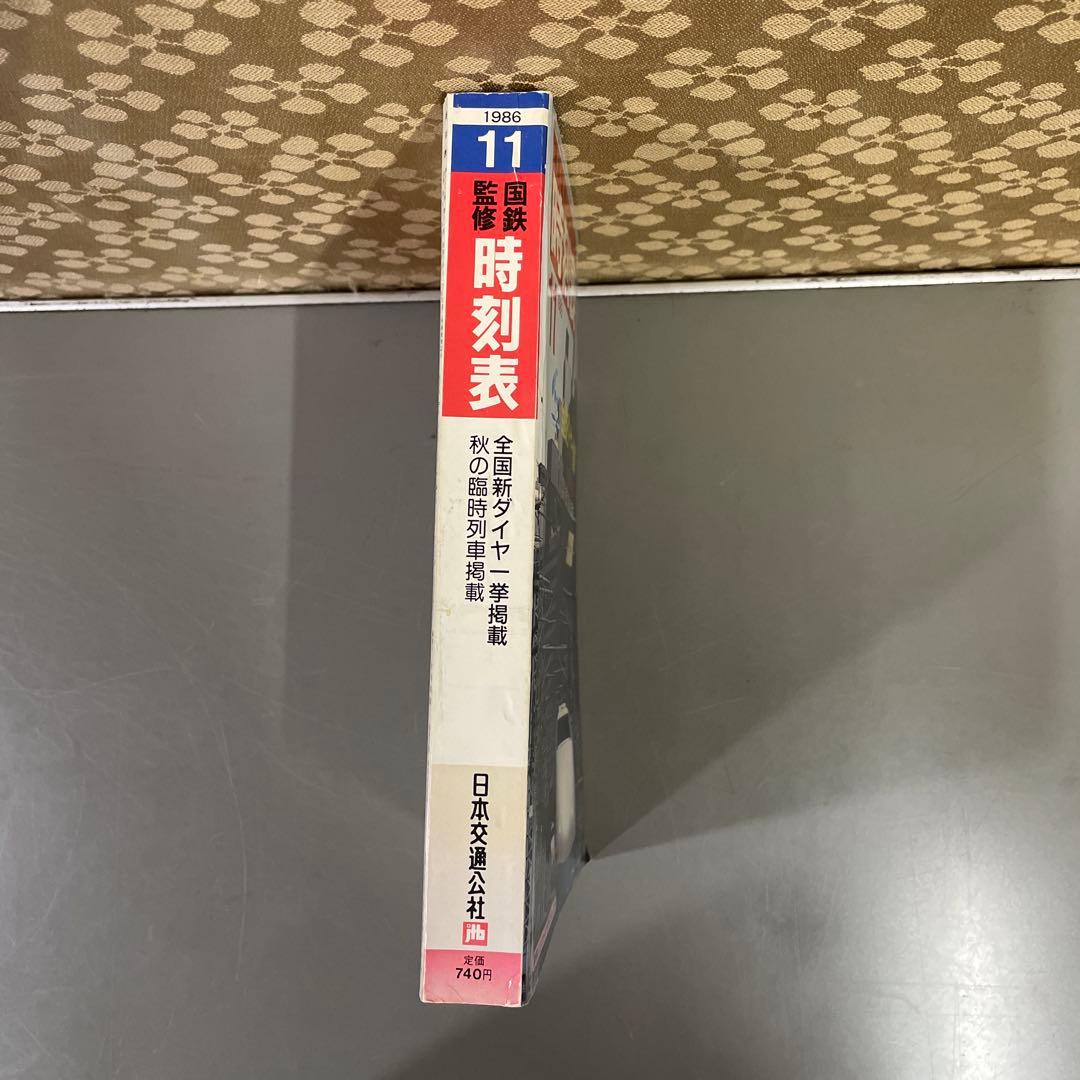 1986
11
国鉄
監修
時刻表
全国新ダイヤ一挙掲載
秋の臨時列車掲載
日本交通公社
jtb
定価
740円